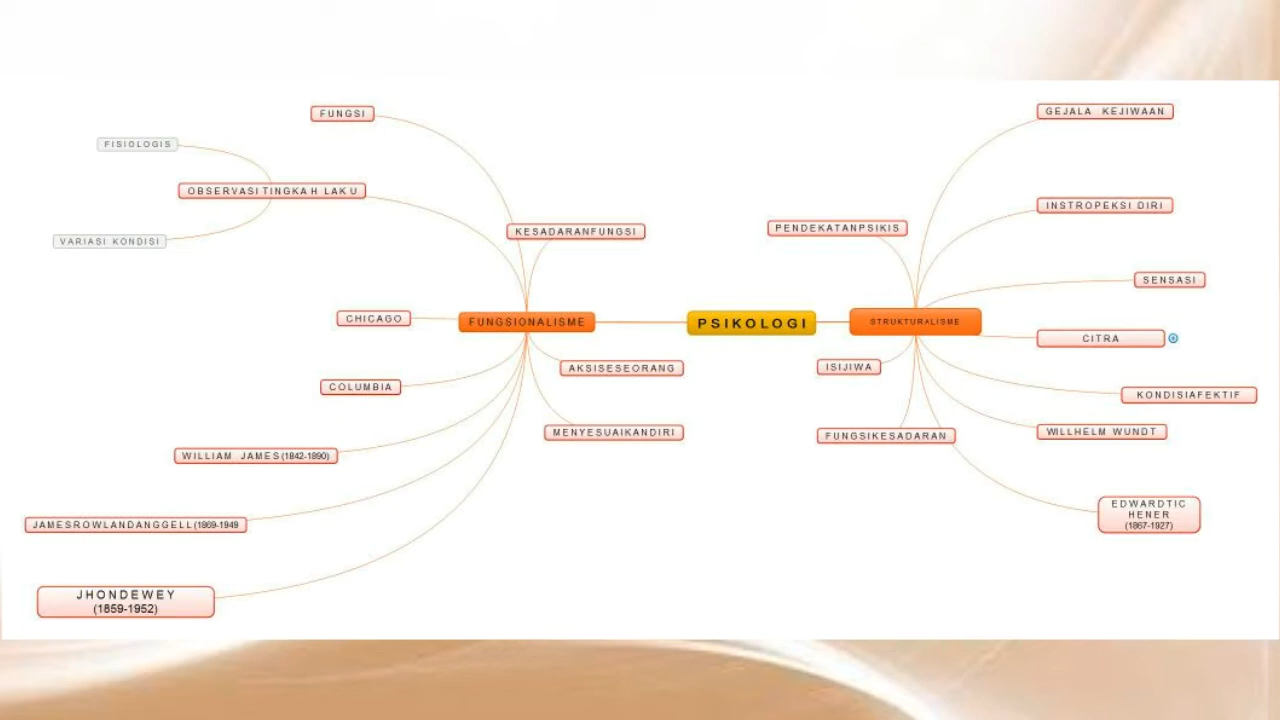 FUNGSI
FISIOLOGIS
OBSERVASI TINGKAH LAKU
VARIASI KONDISI
KESADARANFUNGSI
CHICAGO
FUNGSIONALISME
COLUMBIA
AKSISESEORANG
MENYESUAIKANDIRI
WILLIAM JAMES (1842-1890)
JAMESROWLANDANGGELL (1869-1949
JHONDEWEY
(1859-1952)
PSIKOLOGI
GEJALA KEJIWAAN
INSTROPEKSI DIRI
PENDEKATANPSIKIS
SENSASI
STRUKTURALISME
CITRA
ISIJIWA
KONDISIAFEKTIF
WILLHELM WUNDT
FUNGSIKESADARAN
EDWARDTIC
HENER
(1867-1927)